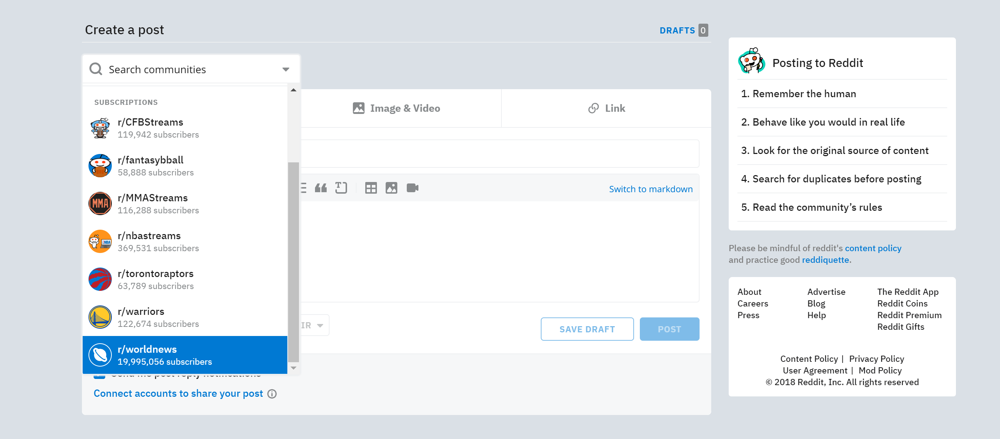 Create a post
DRAFTS 0
Search communities
SUBSCRIPTIONS
r/CFBStreams
119,942 subscribers
r/fantasybball
58,888 subscribers
MMA
r/MMAStreams
116,288 subscribers
NBA
r/nbastreams
369,531 subscribers
r/torontoraptors
63,789 subscribers
r/warriors
122,674 subscribers
r/worldnews
19,995,056 subscribers
Image & Video
Link
Switch to markdown
IR
SAVE DRAFT
POST
Send me post reply notifications
Connect accounts to share your post
Posting to Reddit
1. Remember the human
2. Behave like you would in real life
3. Look for the original source of content
4. Search for duplicates before posting
5. Read the community’s rules
Please be mindful of reddit's content policy
and practice good reddiquette.
About
Careers
Press
Advertise
Blog
Help
The Reddit App
Reddit Coins
Reddit Premium
Reddit Gifts
Content Policy | Privacy Policy
User Agreement | Mod Policy
© 2018 Reddit, Inc. All rights reserved